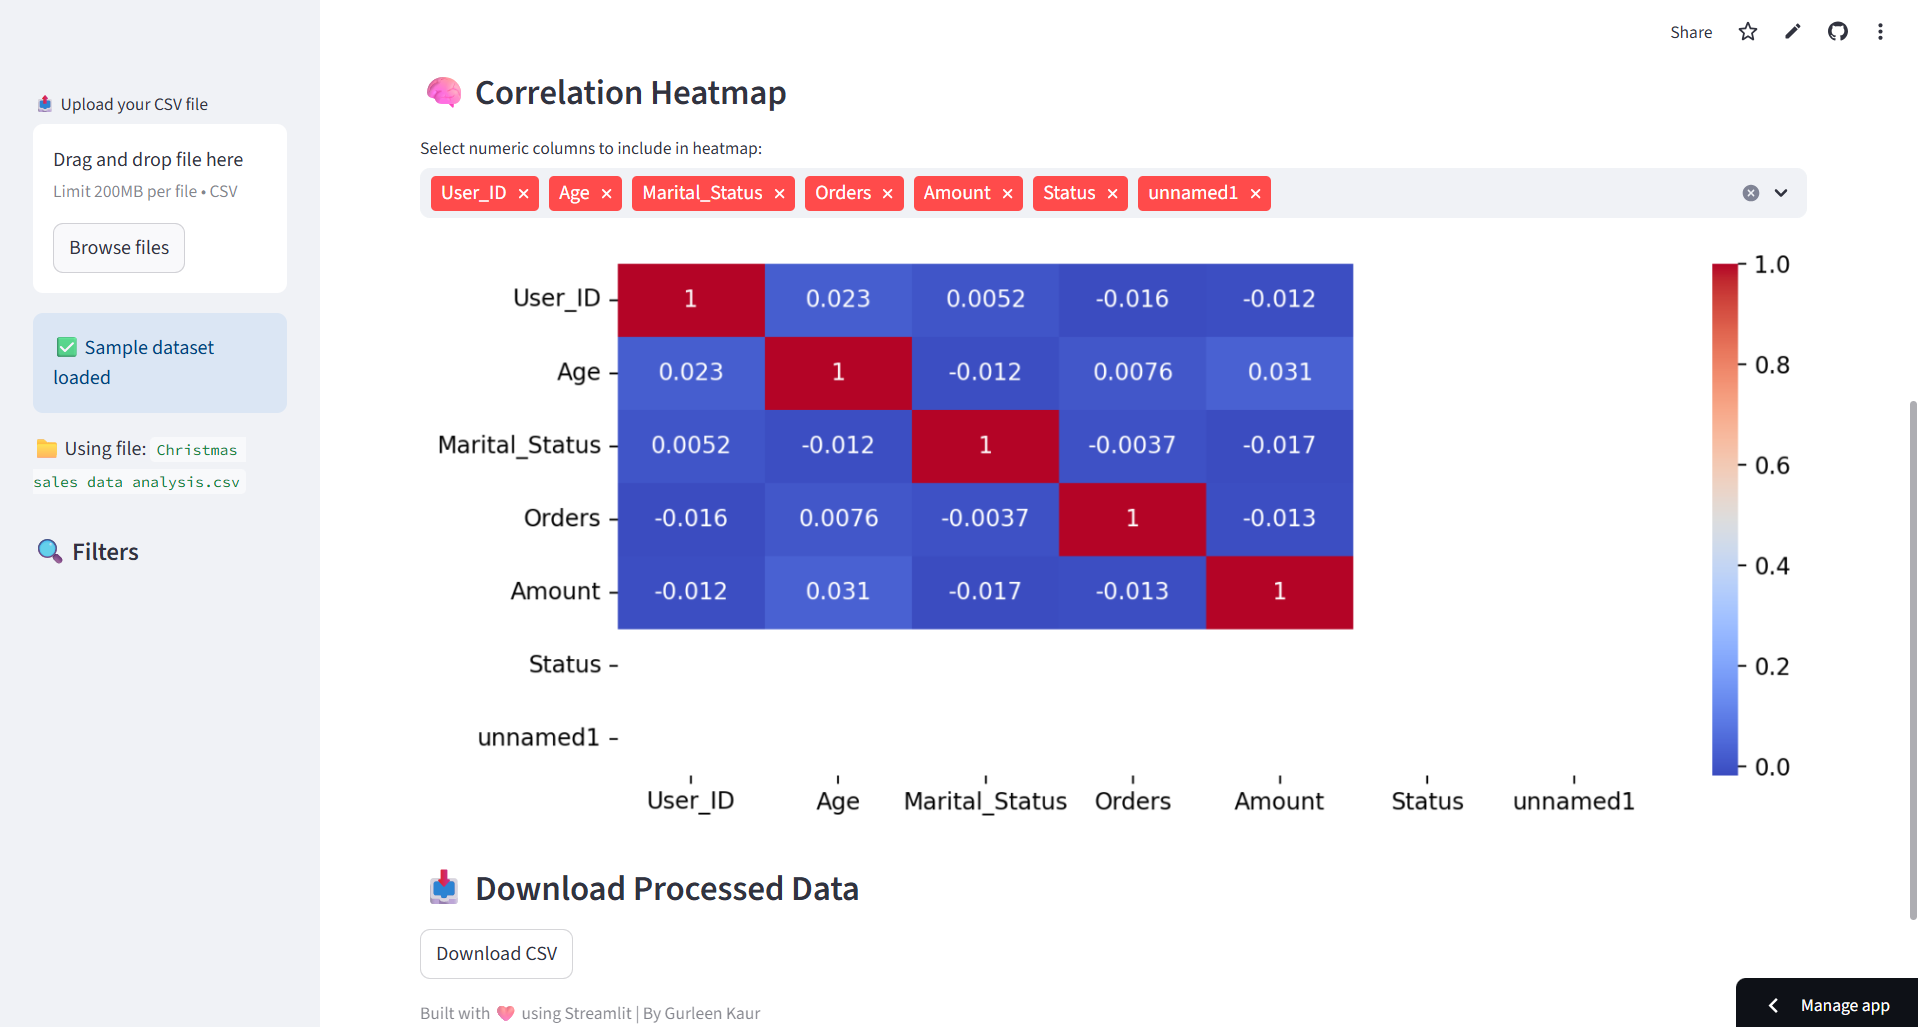 Share
Upload your CSV file
Drag and drop file here
Limit 200MB per file • CSV
Browse files
Sample dataset
loaded
Using file: Christmas
sales data analysis.csv
Filters
Correlation Heatmap
Select numeric columns to include in heatmap:
User_ID × Age × Marital_Status × Orders × Amount × Status × unnamed1 ×
User_ID 1 0.023 0.0052 -0.016 -0.012
Age 0.023 1 -0.012 0.0076 0.031
Marital_Status 0.0052 -0.012 1 -0.0037 -0.017
Orders -0.016 0.0076 -0.0037 1 -0.013
Amount -0.012 0.031 -0.017 -0.013 1
Status
unnamed1
User_ID Age Marital_Status Orders Amount Status unnamed1
1.0
0.8
0.6
0.4
0.2
0.0
Download Processed Data
Download CSV
Built with using Streamlit | By Gurleen Kaur
Manage app